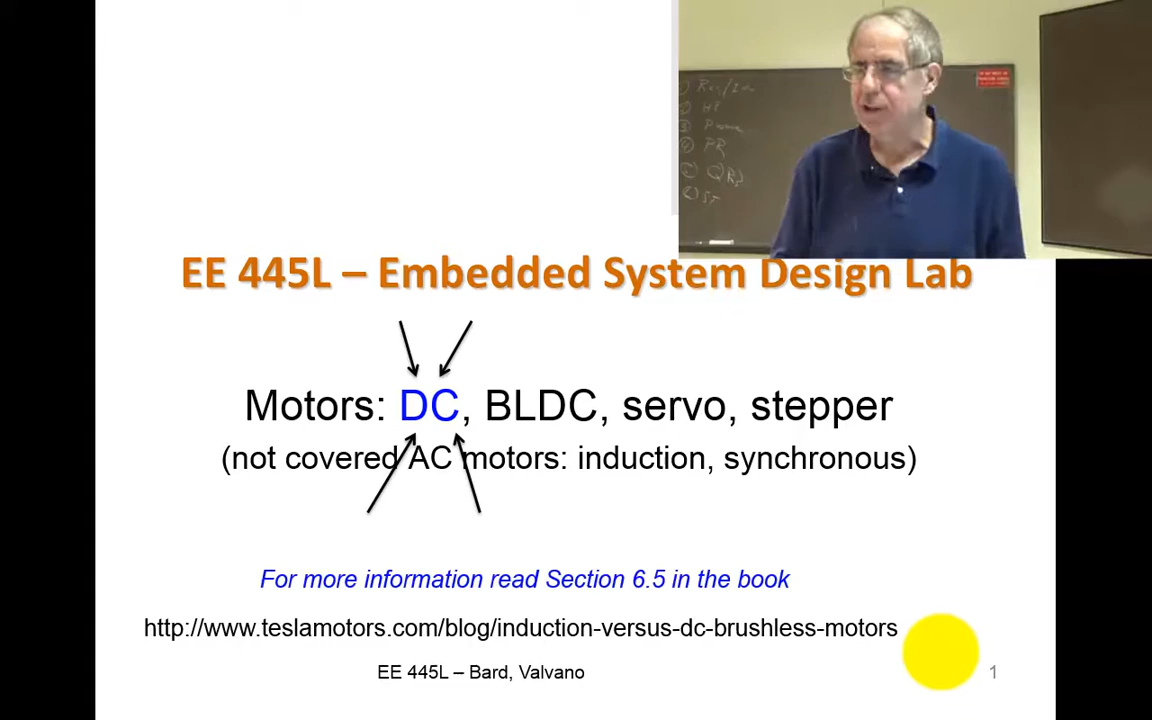 EE 445L – Embedded System Design Lab
Motors: DC, BLDC, servo, stepper
(not covered AC motors: induction, synchronous)
For more information read Section 6.5 in the book
http://www.teslamotors.com/blog/induction-versus-dc-brushless-motors
EE 445L – Bard, Valvano
1